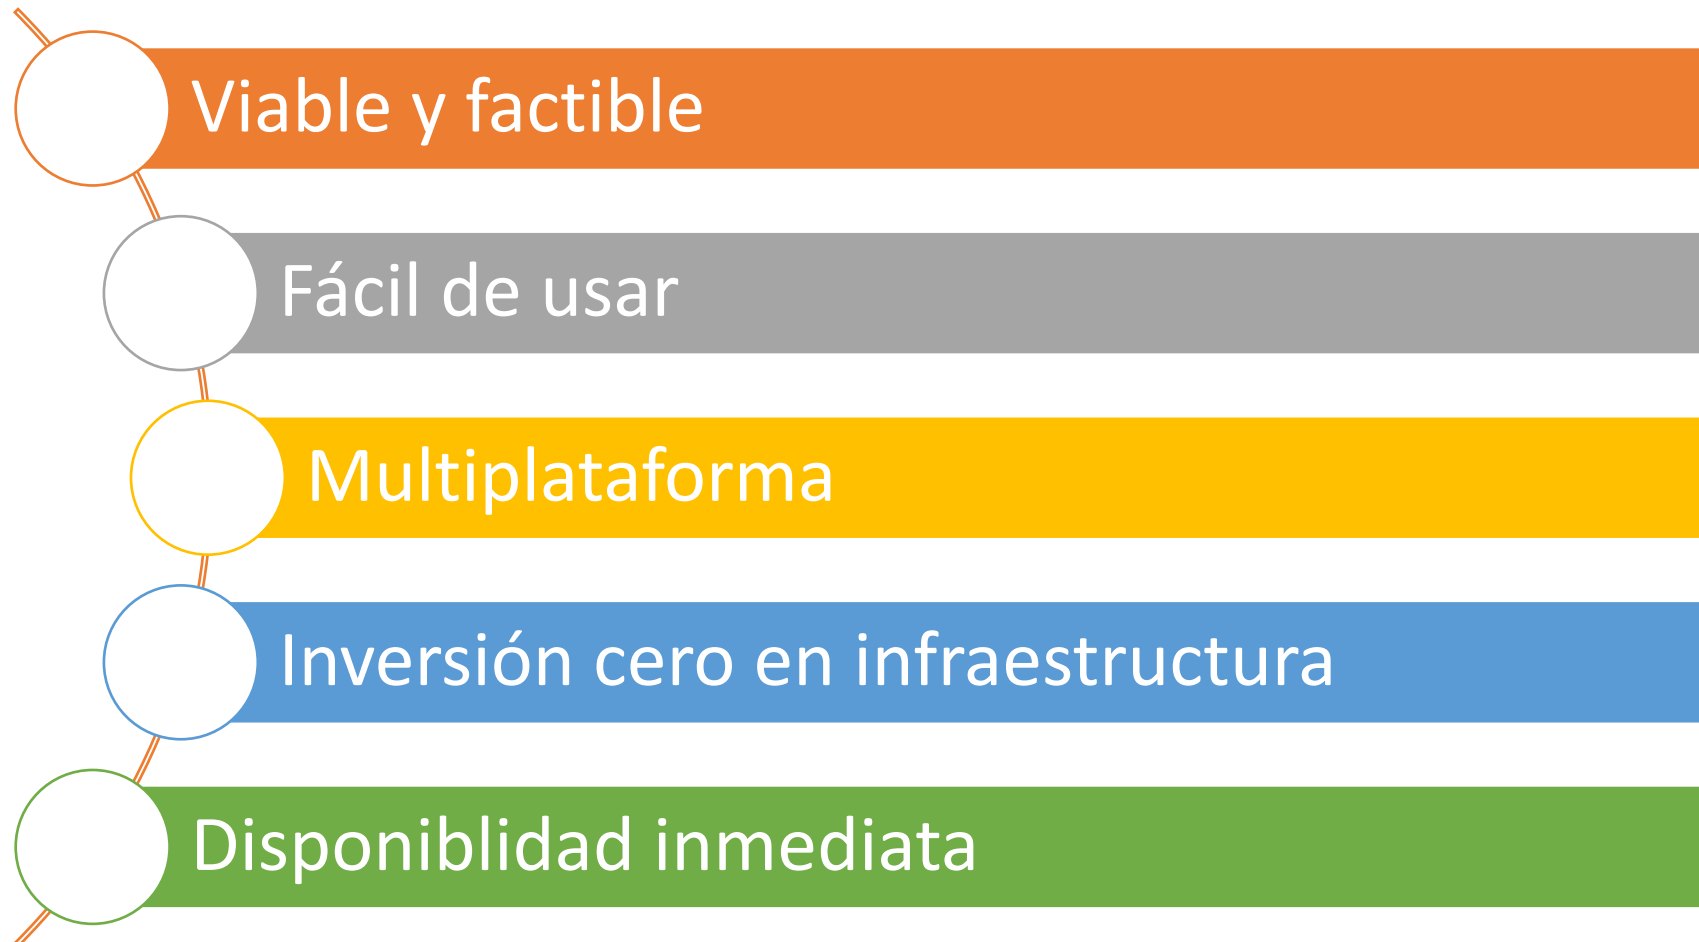 Viable y factible
Fácil de usar
Multiplataforma
Inversión cero en infraestructura
Disponiblidad inmediata